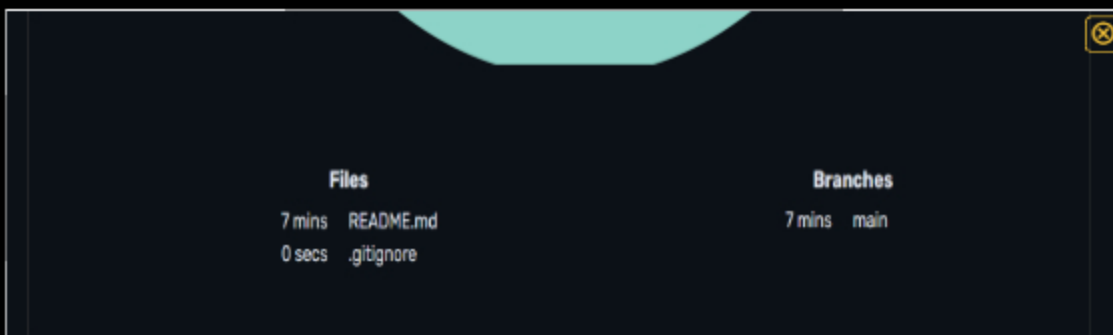 Files
7 mins README.md
0 secs .gitignore
Branches
7 mins main